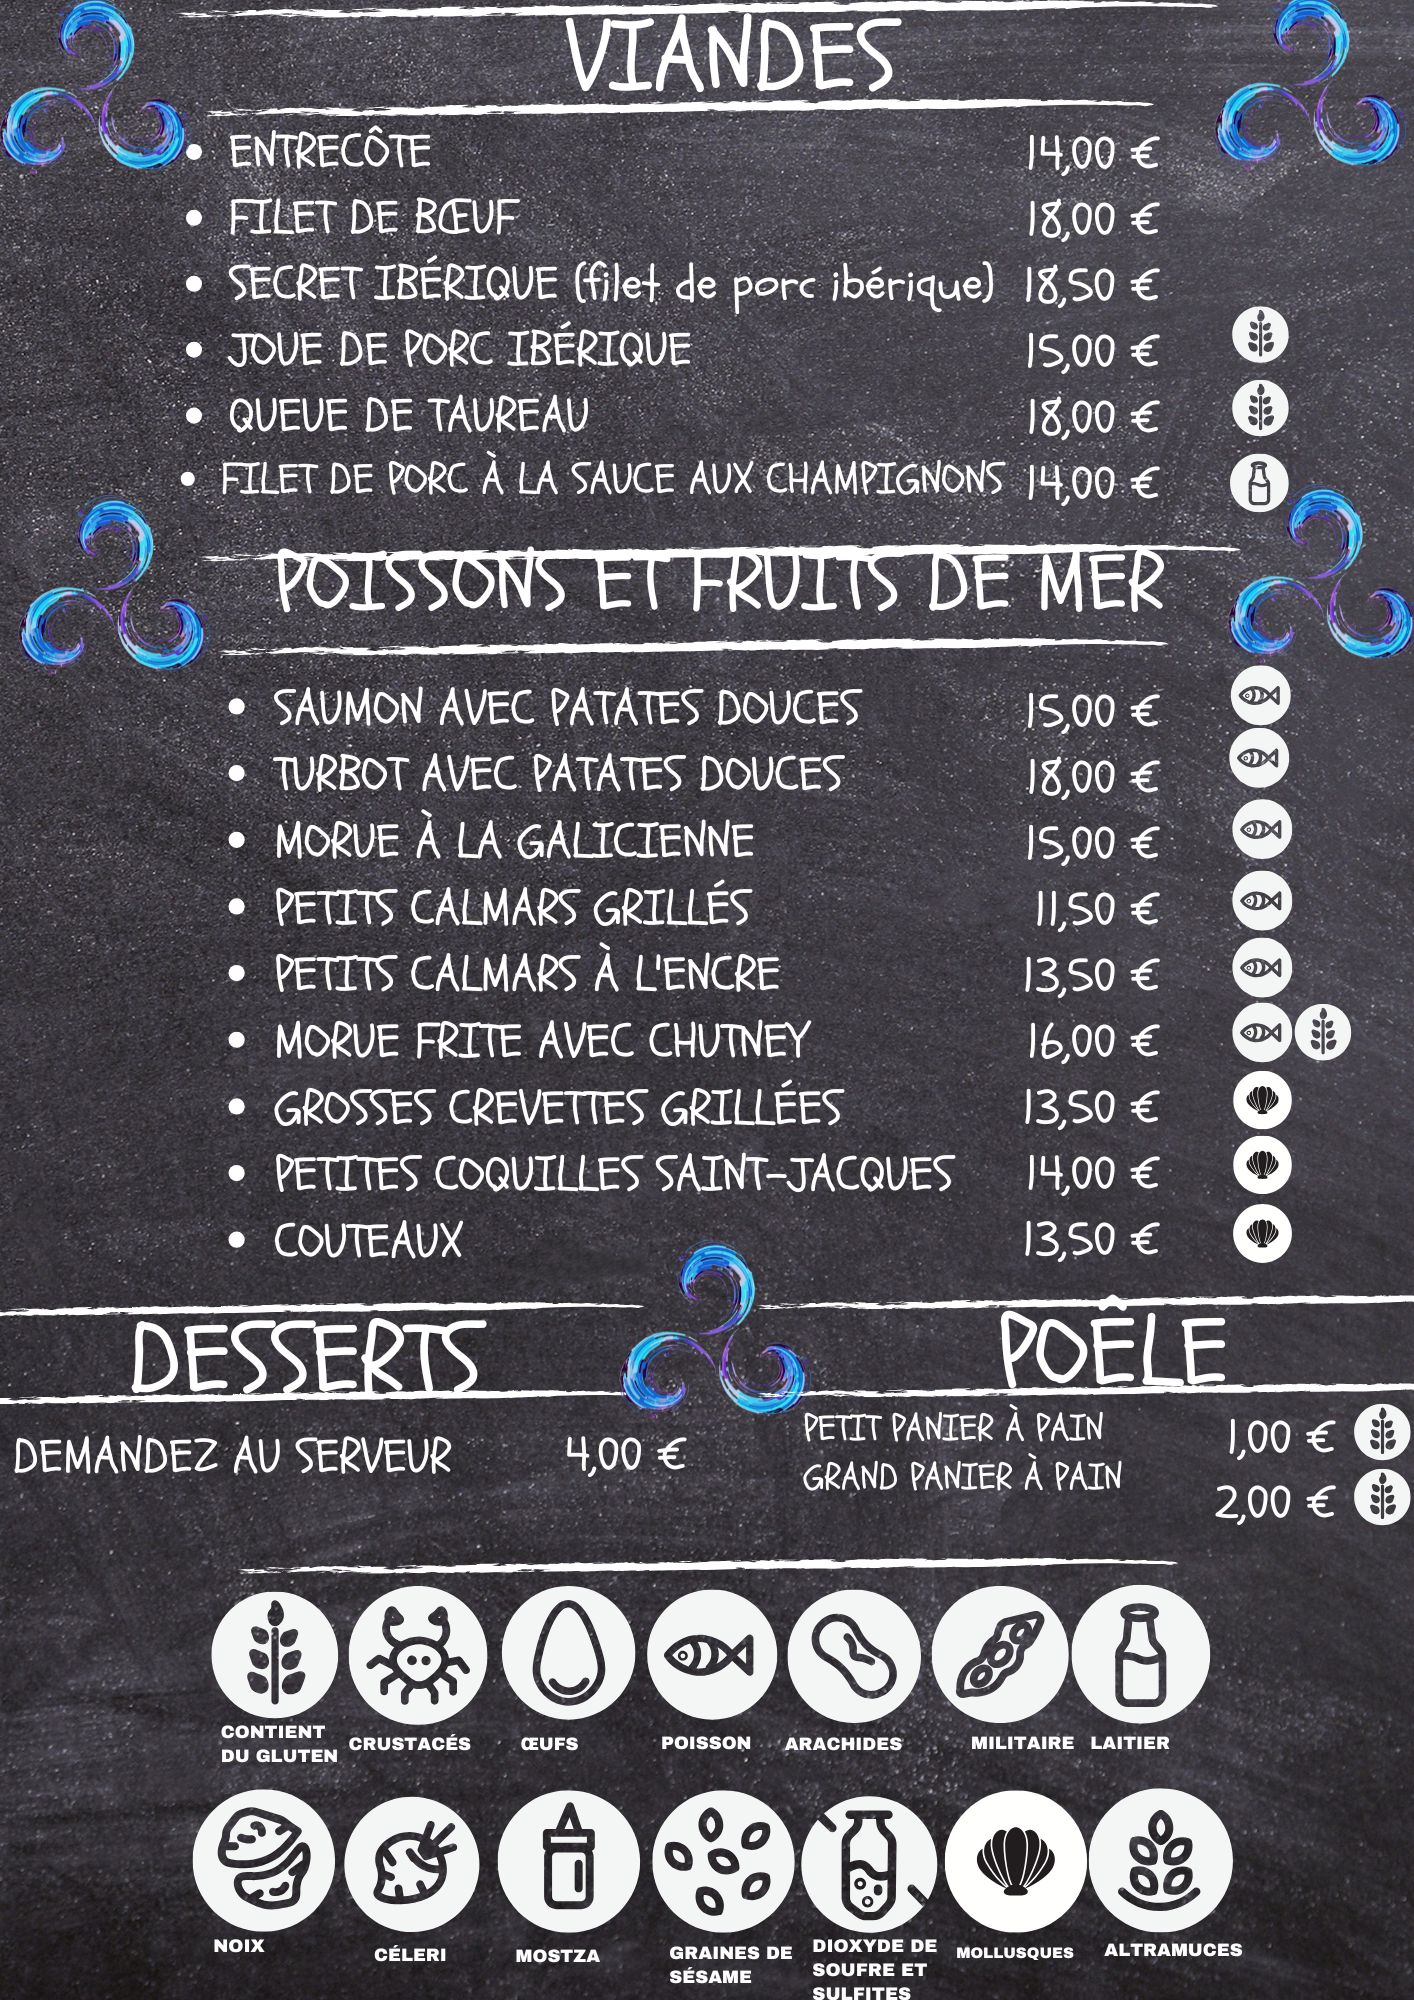 VIANDES
• ENTRECÔTE 14,00 €
• FILET DE BŒUF 18,00 €
• SECRET IBÉRIQUE (filet de porc ibérique) 18,50 €
• JOUE DE PORC IBÉRIQUE 15,00 €
• QUEUE DE TAUREAU 18,00 €
• FILET DE PORC À LA SAUCE AUX CHAMPIGNONS 14,00 €
POISSONS ET FRUITS DE MER
• SAUMON AVEC PATATES DOUCES 15,00 €
• TURBOT AVEC PATATES DOUCES 18,00 €
• MORUE À LA GALICIENNE 15,00 €
• PETITS CALMARS GRILLÉS 11,50 €
• PETITS CALMARS À L'ENCRE 13,50 €
• MORUE FRITE AVEC CHUTNEY 16,00 €
• GROSSES CREVETTES GRILLÉES 13,50 €
• PETITES COQUILLES SAINT-JACQUES 14,00 €
• COUTEAUX 13,50 €
DESSERTS
DEMANDEZ AU SERVEUR 4,00 €
POÊLE
PETIT PANIER À PAIN 1,00 €
GRAND PANIER À PAIN 2,00 €
CONTIENT
DU GLUTEN
CRUSTACÉS
ŒUFS
POISSON
ARACHIDES
MILITAIRE
LAITIER
NOIX
CÉLERI
MOSTZA
GRAINES DE
SÉSAME
DIOXYDE DE
SOUFRE ET
SULFITES
MOLLUSQUES
ALTRAMUCES